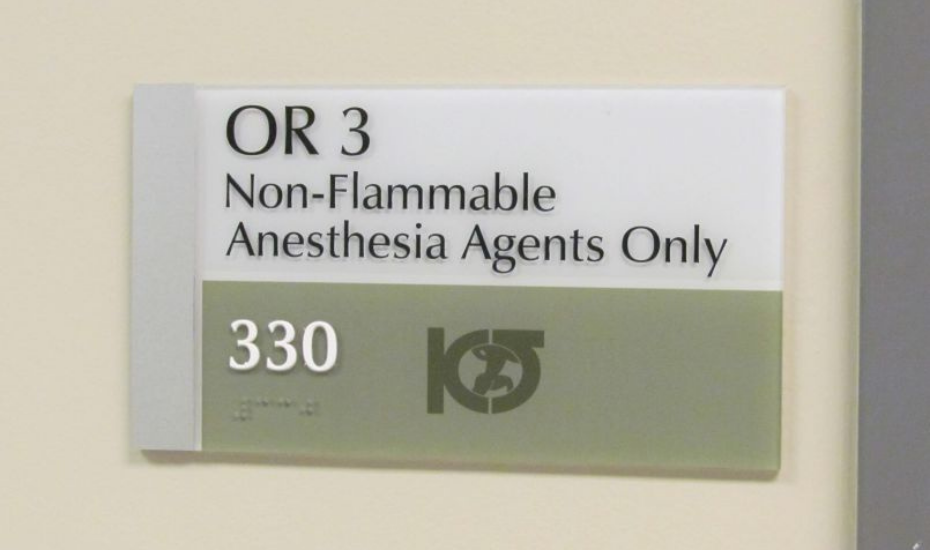 OR 3
Non-Flammable
Anesthesia Agents Only
330